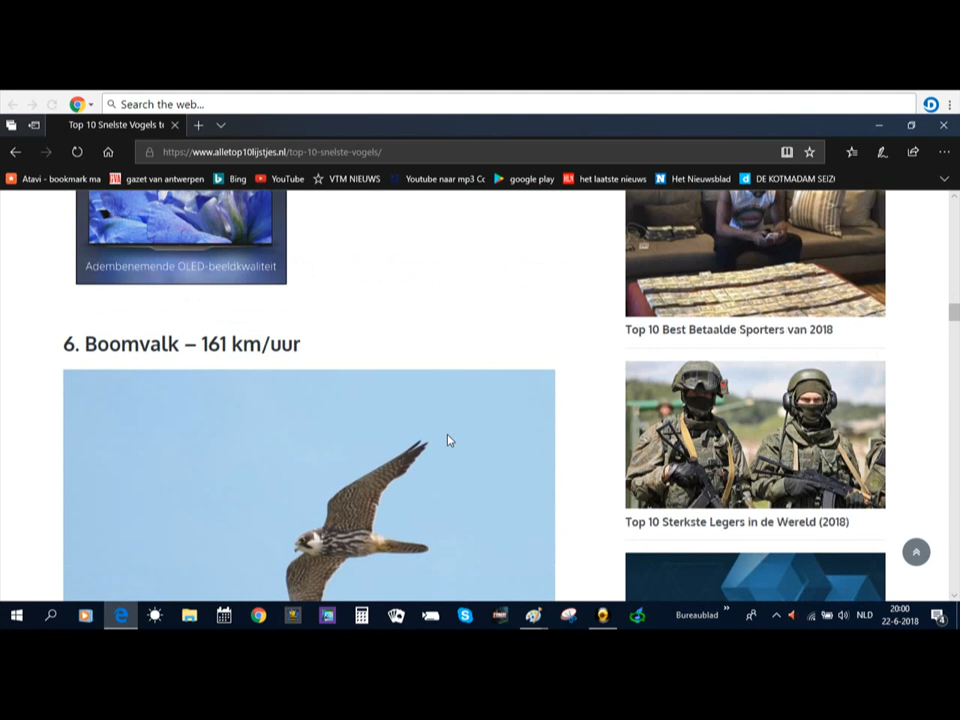 Search the web...
Top 10 Snelste Vogels te
https://www.alletop10lijstjes.nl/top-10-snelste-vogels/
Atavi - bookmark ma
gazet van antwerpen
Bing
YouTube
VTM NIEUWS
Youtube naar mp3 Cc
google play
het laatste nieuws
Het Nieuwsblad
DE KOTMADAM SEIZ
Adembenemende OLED-beeldkwaliteit
6. Boomvalk – 161 km/uur
Top 10 Best Betaalde Sporters van 2018
Top 10 Sterkste Legers in de Wereld (2018)
Bureaublad
NLD
20:00
22-6-2018
4